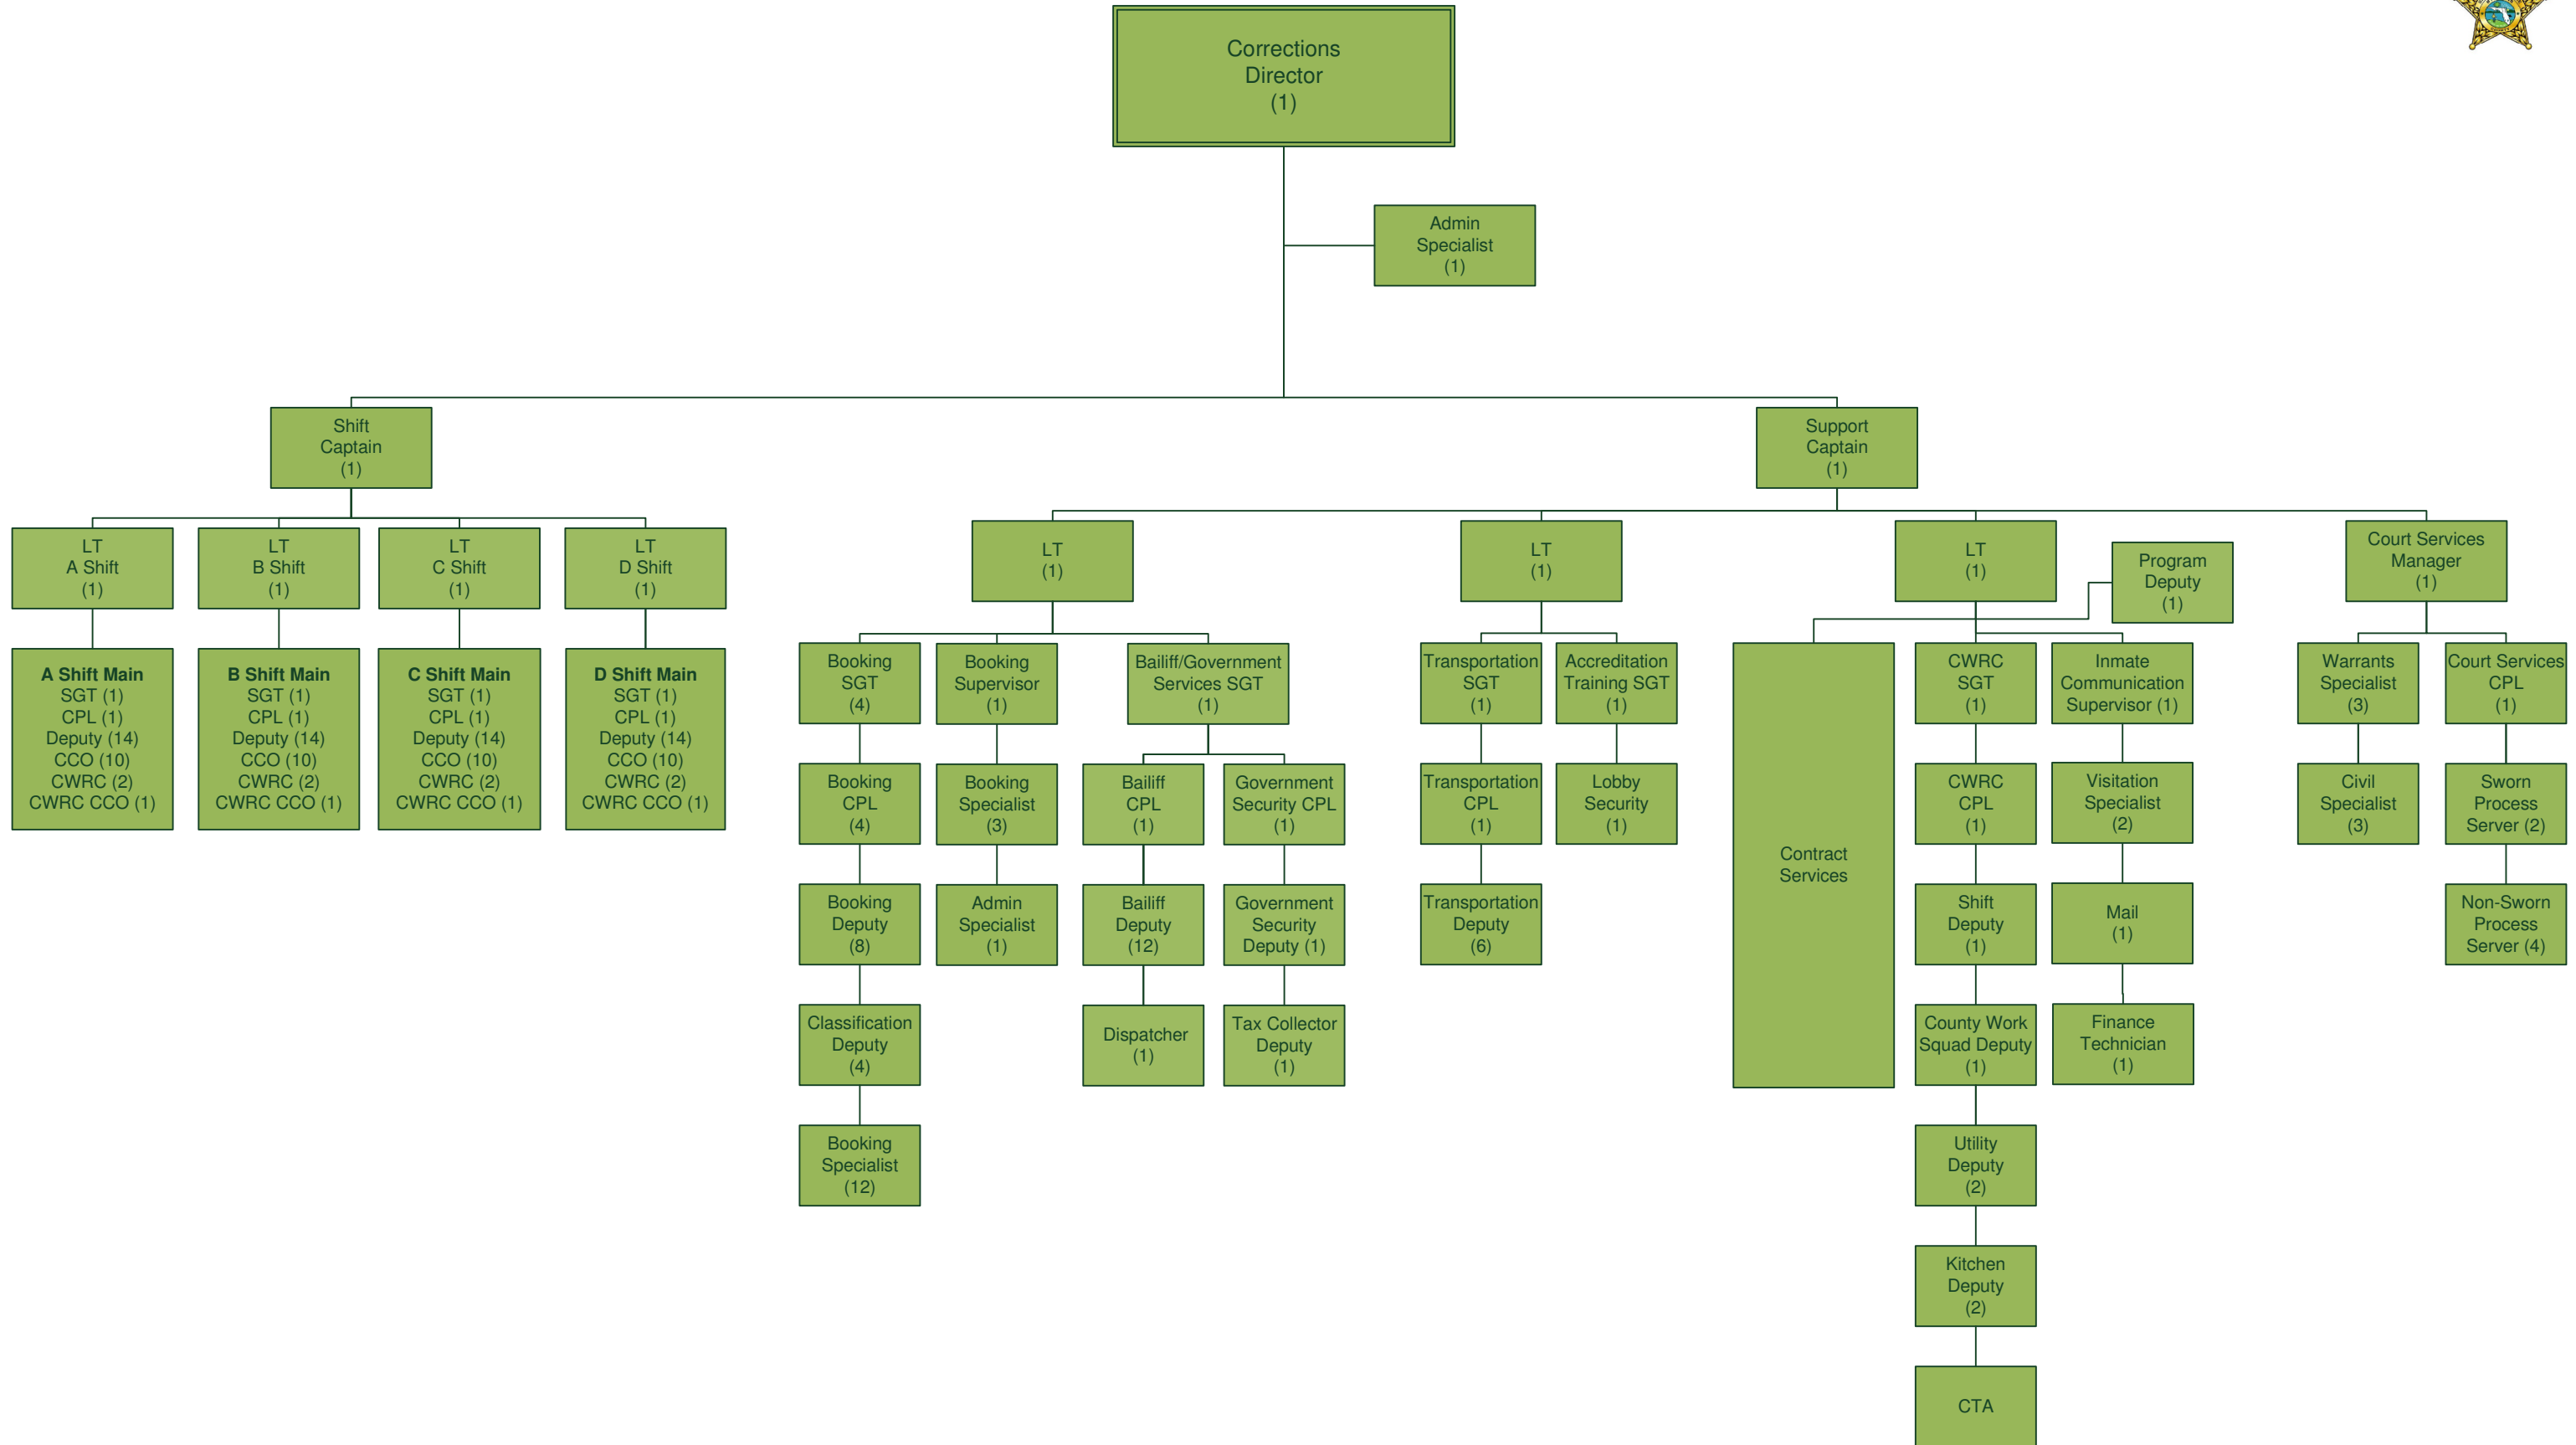 Corrections
Director
(1)
Admin
Specialist
(1)
Shift
Captain
(1)
Support
Captain
(1)
LT
A Shift
(1)
LT
B Shift
(1)
LT
C Shift
(1)
LT
D Shift
(1)
A Shift Main
SGT (1)
CPL (1)
Deputy (14)
CCO (10)
CWRC (2)
CWRC CCO (1)
B Shift Main
SGT (1)
CPL (1)
Deputy (14)
CCO (10)
CWRC (2)
CWRC CCO (1)
C Shift Main
SGT (1)
CPL (1)
Deputy (14)
CCO (10)
CWRC (2)
CWRC CCO (1)
D Shift Main
SGT (1)
CPL (1)
Deputy (14)
CCO (10)
CWRC (2)
CWRC CCO (1)
LT
(1)
LT
(1)
LT
(1)
Program
Deputy
(1)
Court Services
Manager
(1)
Booking
SGT
(4)
Booking
CPL
(4)
Booking
Deputy
(8)
Classification
Deputy
(4)
Booking
Specialist
(12)
Booking
Supervisor
(1)
Booking
Specialist
(3)
Admin
Specialist
(1)
Bailiff/Government
Services SGT
(1)
Bailiff
CPL
(1)
Bailiff
Deputy
(12)
Dispatcher
(1)
Government
Security CPL
(1)
Government
Security
Deputy (1)
Tax Collector
Deputy
(1)
Transportation
SGT
(1)
Transportation
CPL
(1)
Transportation
Deputy
(6)
Accreditation
Training SGT
(1)
Lobby
Security
(1)
Contract
Services
CWRC
SGT
(1)
CWRC
CPL
(1)
Shift
Deputy
(1)
County Work
Squad Deputy
(1)
Utility
Deputy
(2)
Kitchen
Deputy
(2)
CTA
Inmate
Communication
Supervisor (1)
Visitation
Specialist
(2)
Mail
(1)
Finance
Technician
(1)
Warrants
Specialist
(3)
Civil
Specialist
(3)
Court Services
CPL
(1)
Sworn
Process
Server (2)
Non-Sworn
Process
Server (4)